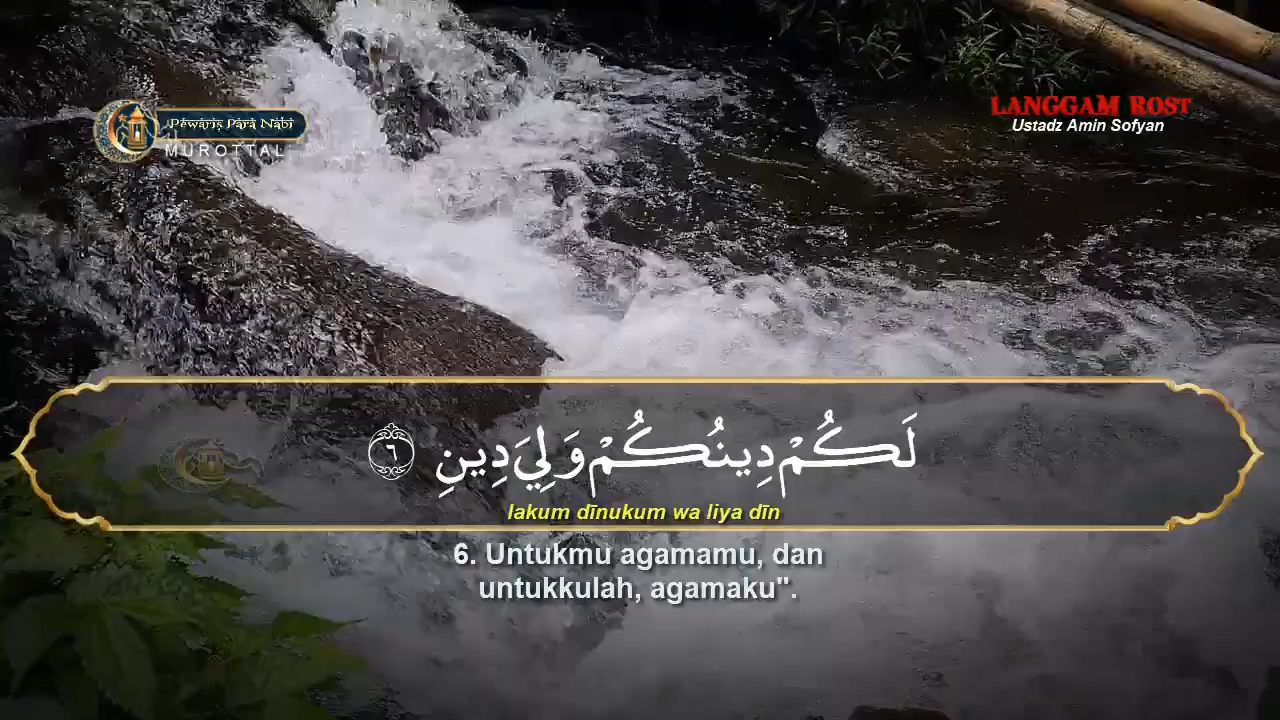 Pewaris Para Nabi
MUROTTAL
LANGGAM ROST
Ustadz Amin Sofyan
لَكُمْ دِينُكُمْ وَلِيَ دِينِ ٦
lakum dīnukum wa liya dīn
6. Untukmu agamamu, dan
untukkulah, agamaku".